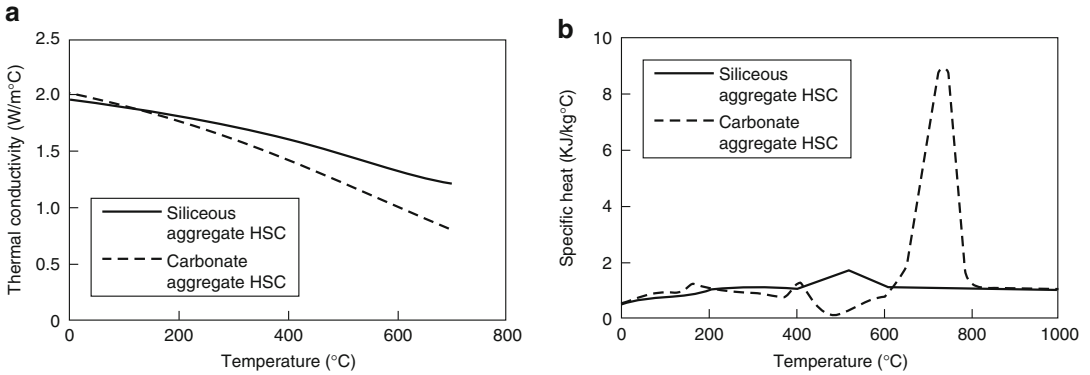 a
2.5
2.0
1.5
1.0
0.5
0
Thermal conductivity (W/m°C)
Siliceous
aggregate HSC
Carbonate
aggregate HSC
0 200 400 600 800
Temperature (°C)
b
10
8
6
4
2
0
Specific heat (KJ/kg°C)
Siliceous
aggregate HSC
Carbonate
aggregate HSC
0 200 400 600 800 1000
Temperature (°C)